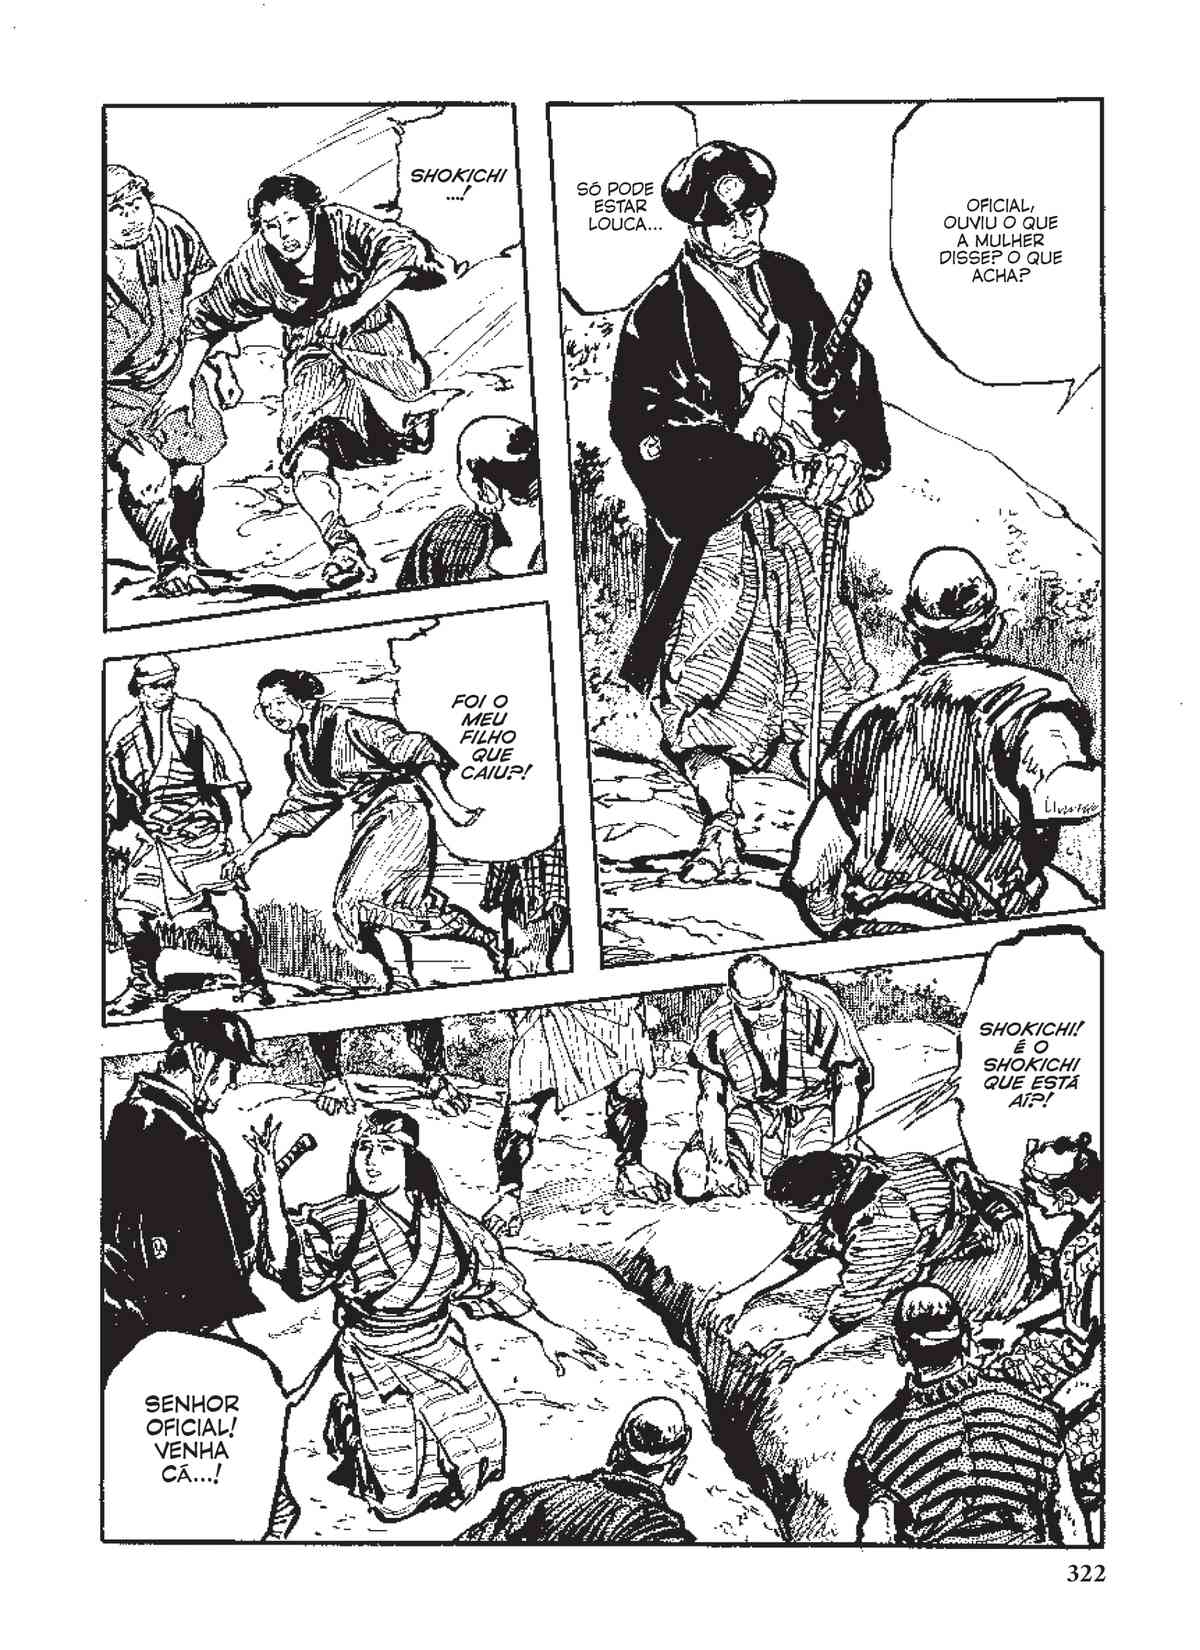 OFICIAL,
OUVIU O QUE
A MULHER
DISSE? O QUE
ACHA?
SÓ PODE
ESTAR
LOUCA...
SHOKICHI
...!
FOI O
MEU
FILHO
QUE
CAIU?!
SHOKICHI!
É O
SHOKICHI
QUE ESTÁ
AÍ?!
SENHOR
OFICIAL!
VENHA
CÁ...!
322